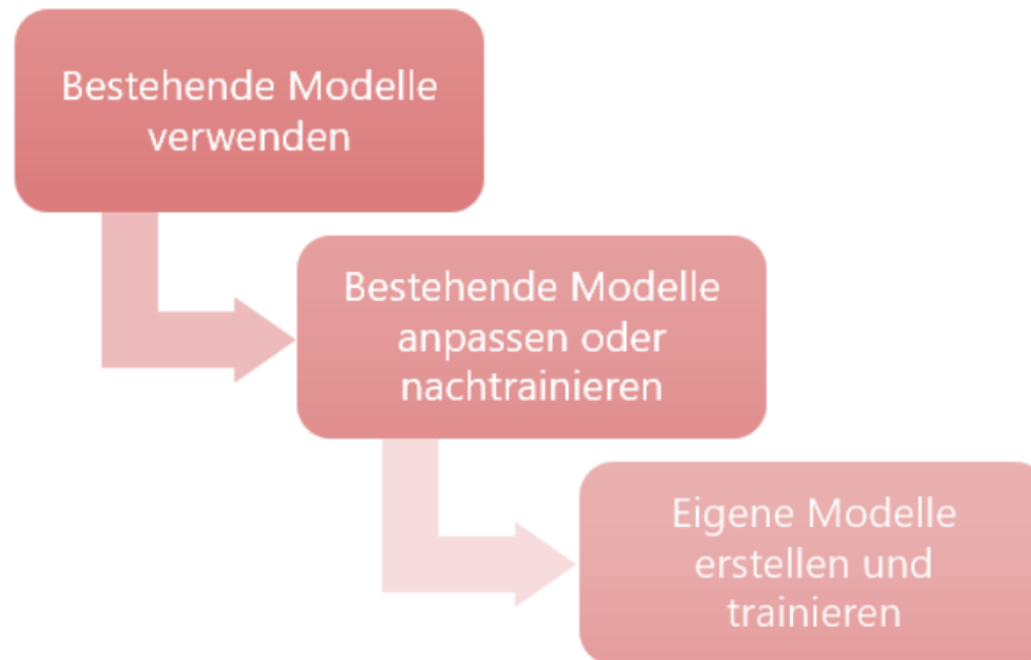 Bestehende Modelle
verwenden
Bestehende Modelle
anpassen oder
nachtrainieren
Eigene Modelle
erstellen und
trainieren